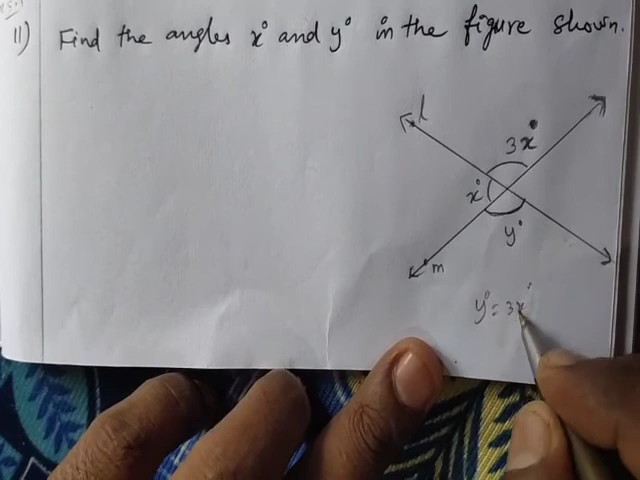 11) Find the angles x° and y° in the figure shown.
l
3x°
x°
y°
m
y° = 3x°